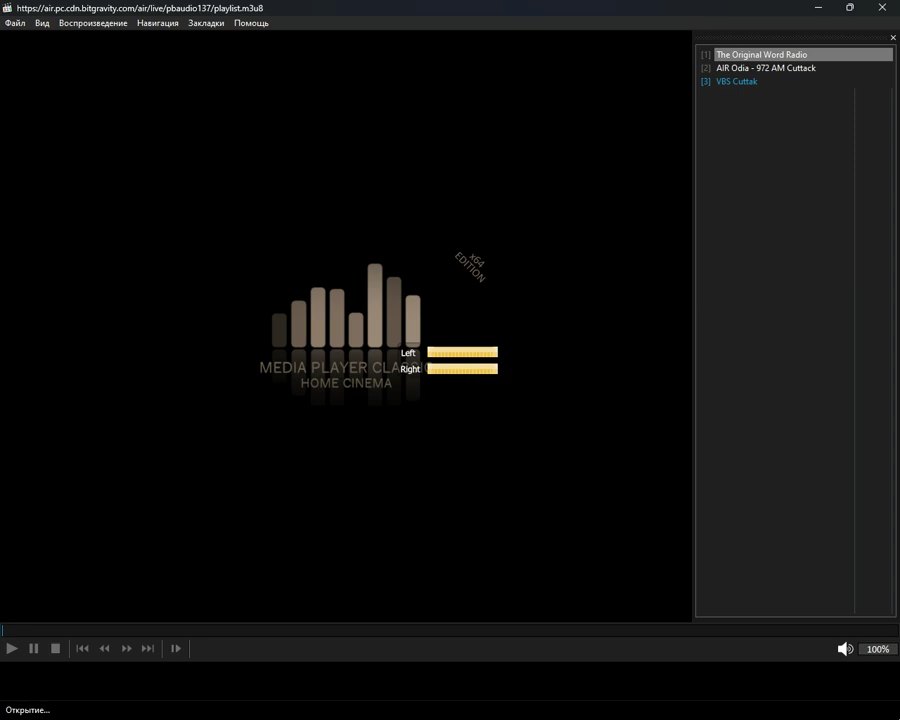 https://air.pc.cdn.bitgravity.com/air/live/pbaudio137/playlist.m3u8
Файл Вид Воспроизведение Навигация Закладки Помощь
[1] The Original Word Radio
[2] AIR Odia - 972 AM Cuttack
[3] VBS Cuttak
x64
EDITION
Left
MEDIA PLAYER CLASSIC
Right
HOME CINEMA
100%
Открытие...